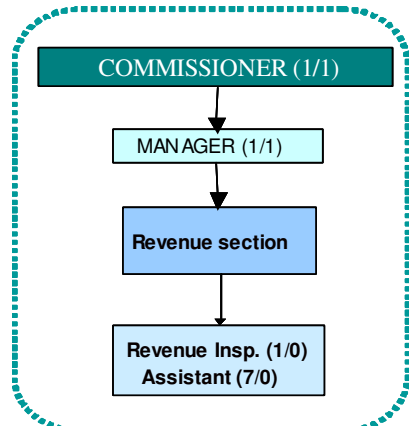 COMMISSIONER (1/1)
MANAGER (1/1)
Revenue section
Revenue Insp. (1/0)
Assistant (7/0)